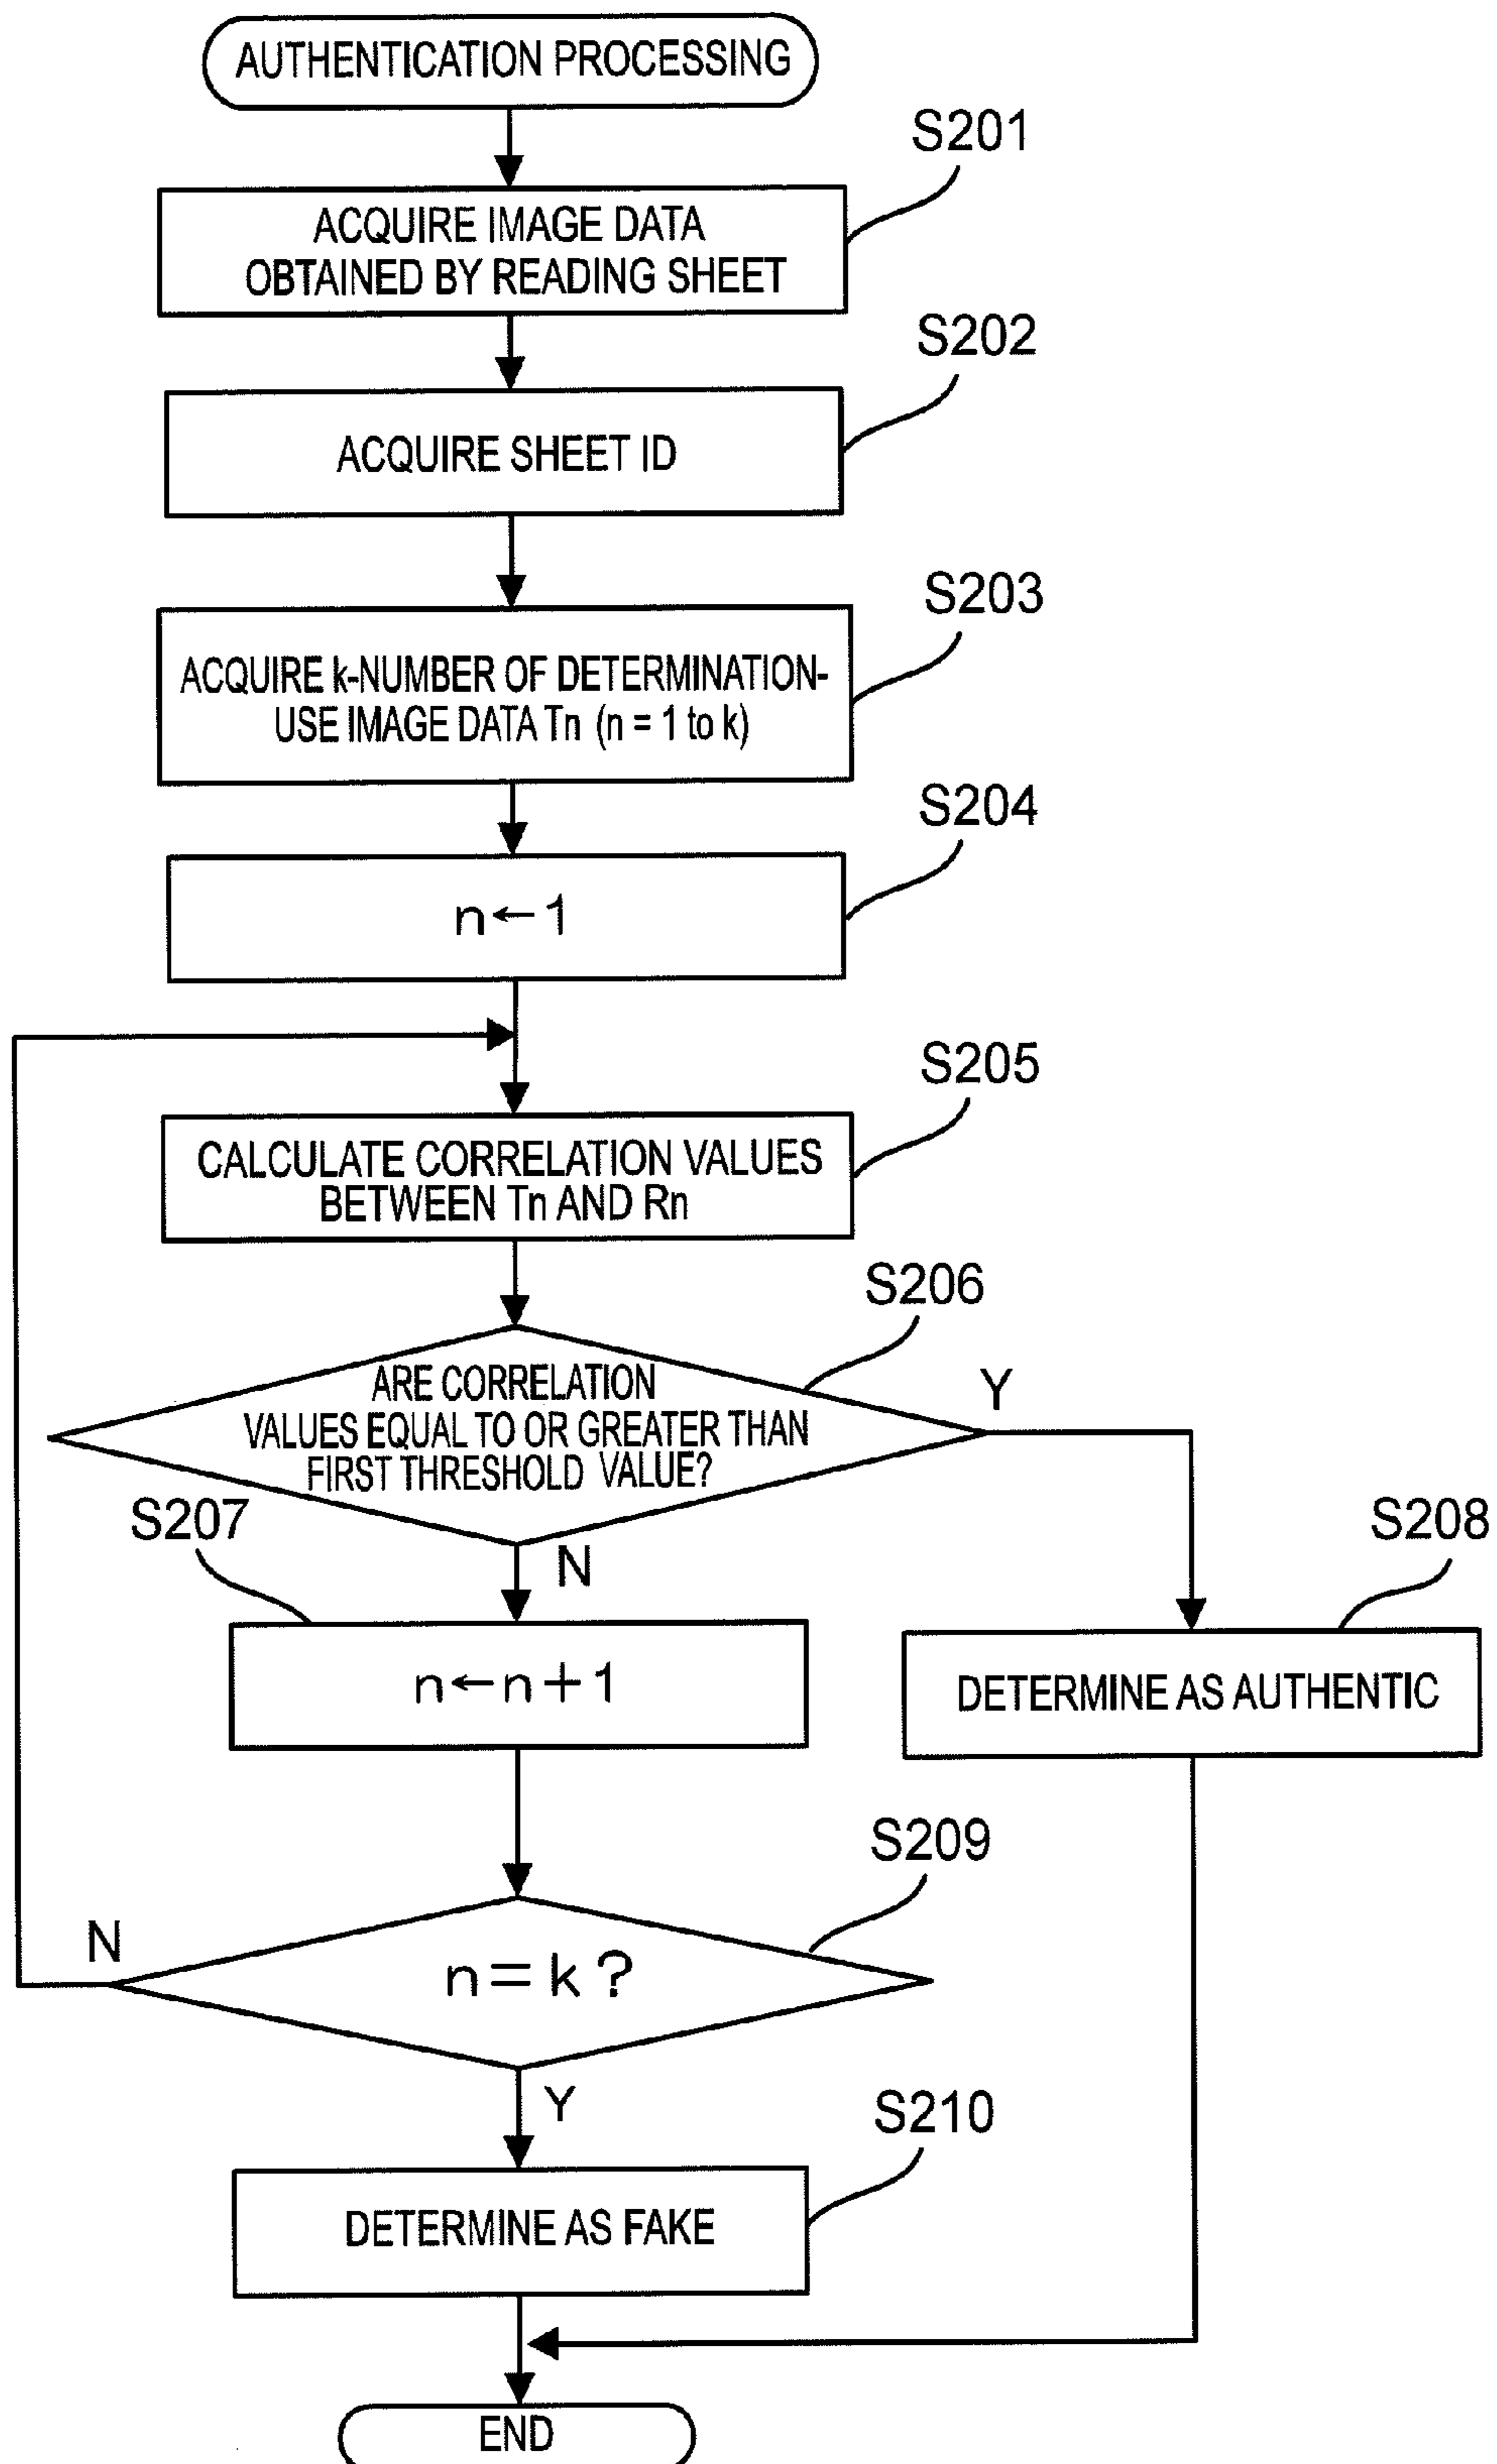 AUTHENTICATION PROCESSING
S201
ACQUIRE IMAGE DATA
OBTAINED BY READING SHEET
S202
ACQUIRE SHEET ID
S203
ACQUIRE k-NUMBER OF DETERMINATION-
USE IMAGE DATA Tn (n = 1 to k)
S204
n←1
S205
CALCULATE CORRELATION VALUES
BETWEEN Tn AND Rn
S206
ARE CORRELATION
VALUES EQUAL TO OR GREATER THAN
FIRST THRESHOLD VALUE?
Y
N
S207
n←n+1
S208
DETERMINE AS AUTHENTIC
S209
n=k?
N
Y
S210
DETERMINE AS FAKE
END